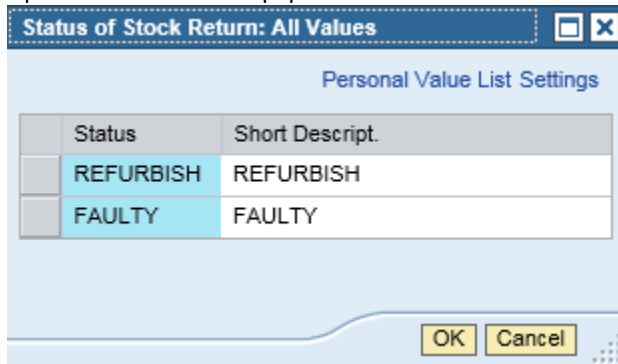 Status of Stock Return: All Values
Personal Value List Settings
Status Short Descript.
REFURBISH REFURBISH
FAULTY FAULTY
OK Cancel